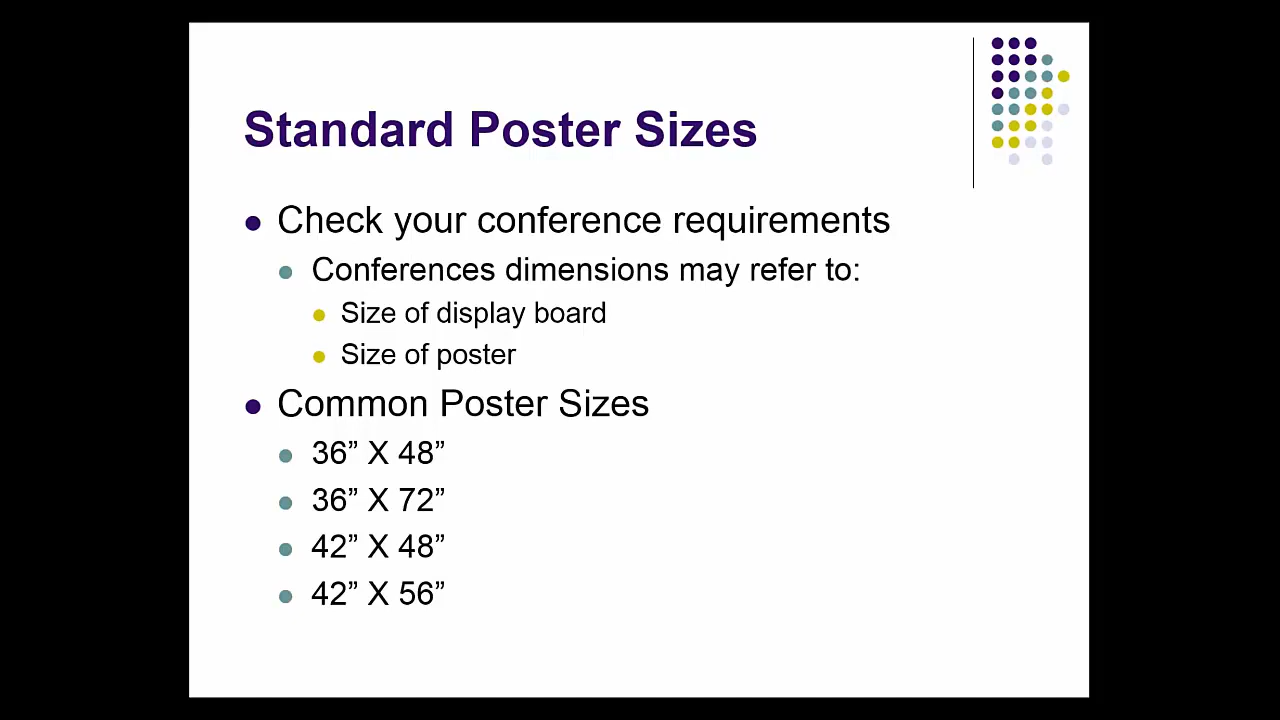 Standard Poster Sizes
Check your conference requirements
Conferences dimensions may refer to:
Size of display board
Size of poster
Common Poster Sizes
36” X 48”
36” X 72”
42” X 48”
42” X 56”